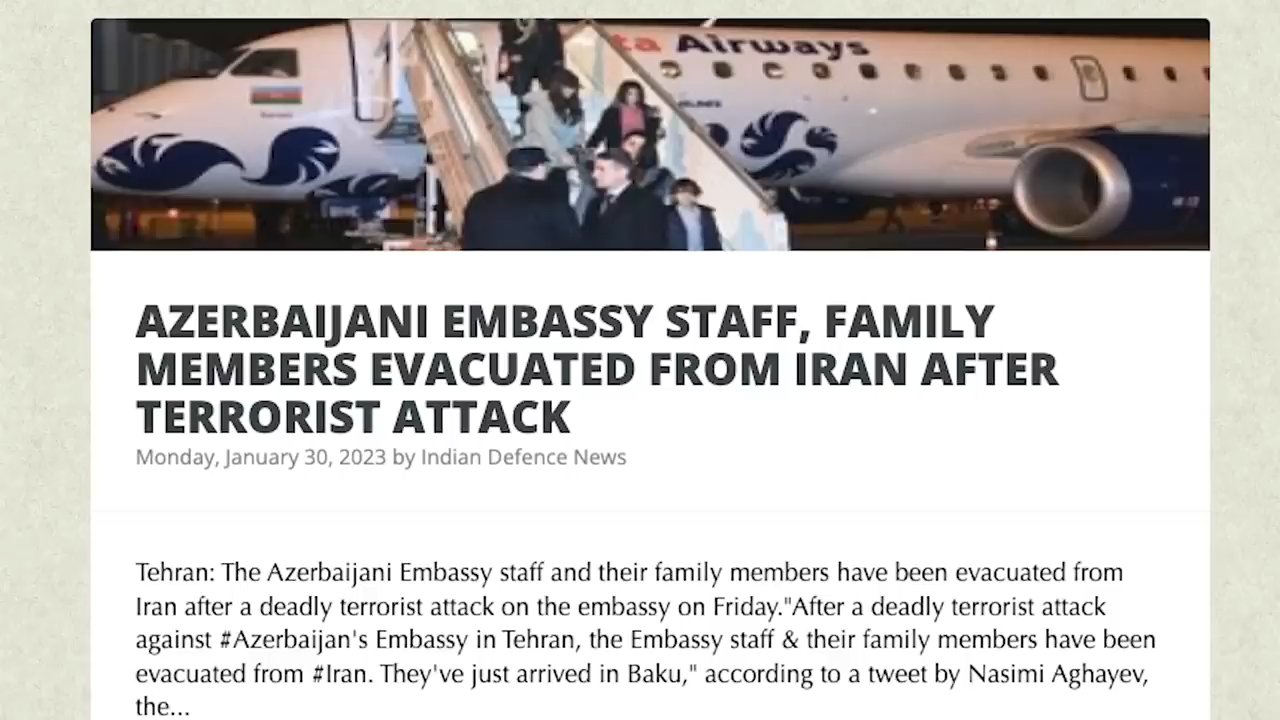 ta Airways
AZERBAIJANI EMBASSY STAFF, FAMILY
MEMBERS EVACUATED FROM IRAN AFTER
TERRORIST ATTACK
Monday, January 30, 2023 by Indian Defence News
Tehran: The Azerbaijani Embassy staff and their family members have been evacuated from
Iran after a deadly terrorist attack on the embassy on Friday."After a deadly terrorist attack
against #Azerbaijan's Embassy in Tehran, the Embassy staff & their family members have been
evacuated from #Iran. They've just arrived in Baku," according to a tweet by Nasimi Aghayev,
the...